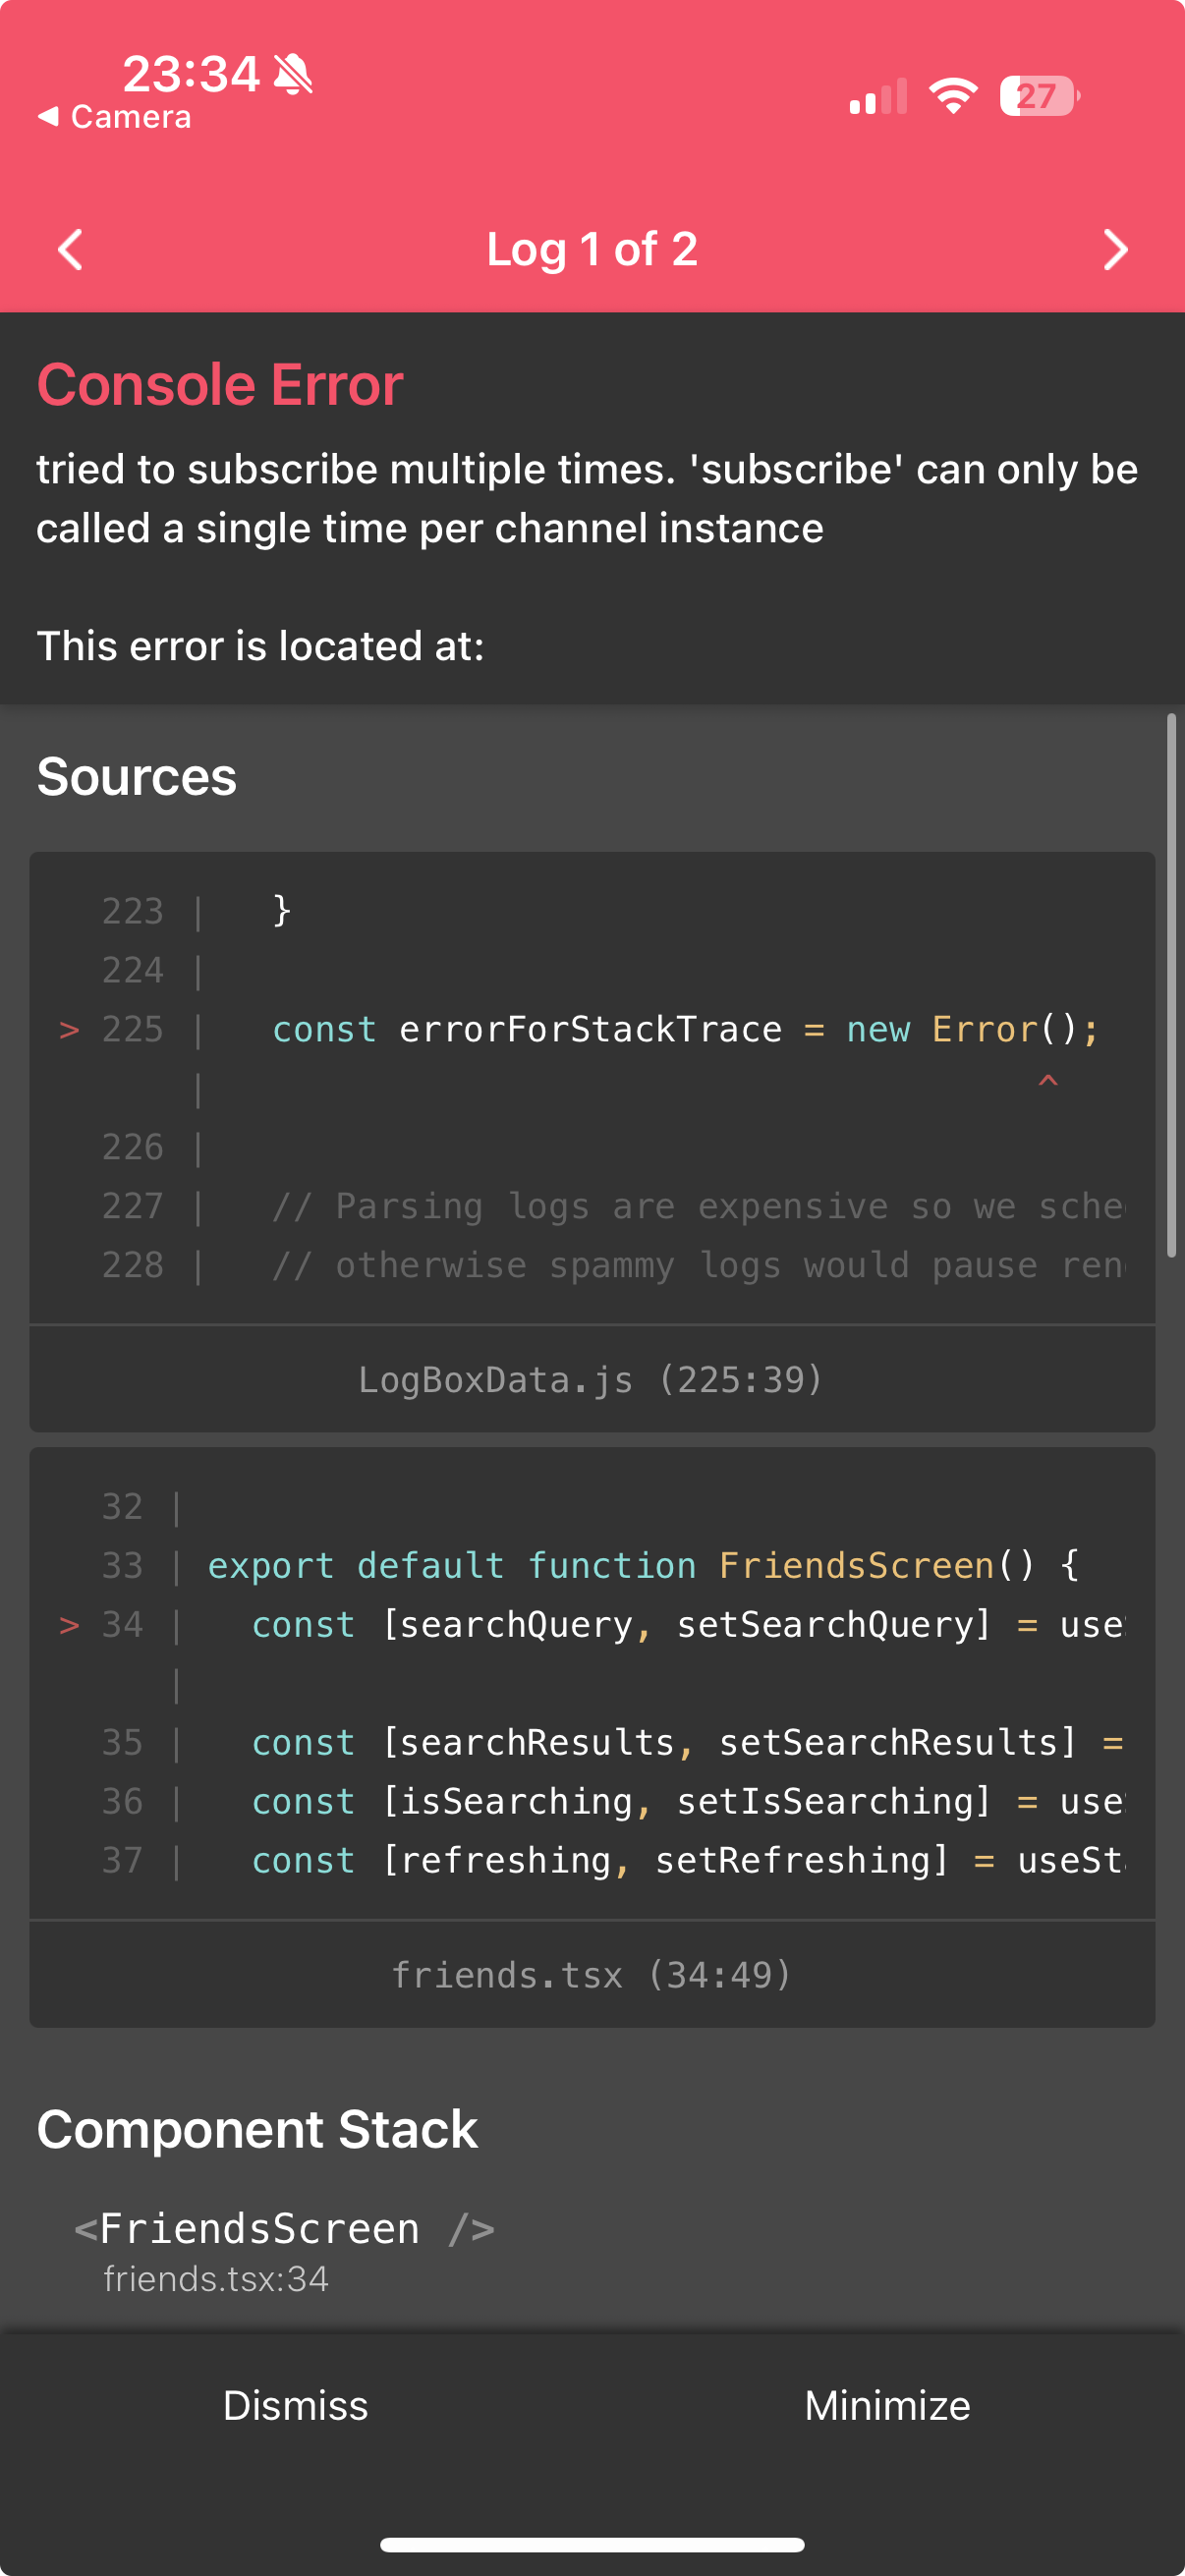 23:34
Camera
27
Log 1 of 2
Console Error
tried to subscribe multiple times. 'subscribe' can only be
called a single time per channel instance
This error is located at:
Sources
223 |   }
224 |
> 225 |   const errorForStackTrace = new Error();
|                                       ^
226 |
227 |   // Parsing logs are expensive so we sche
228 |   // otherwise spammy logs would pause ren
LogBoxData.js (225:39)
32 |
33 | export default function FriendsScreen() {
> 34 |   const [searchQuery, setSearchQuery] = use
|
35 |   const [searchResults, setSearchResults] =
36 |   const [isSearching, setIsSearching] = use
37 |   const [refreshing, setRefreshing] = useSt
friends.tsx (34:49)
Component Stack
<FriendsScreen />
friends.tsx:34
Dismiss
Minimize